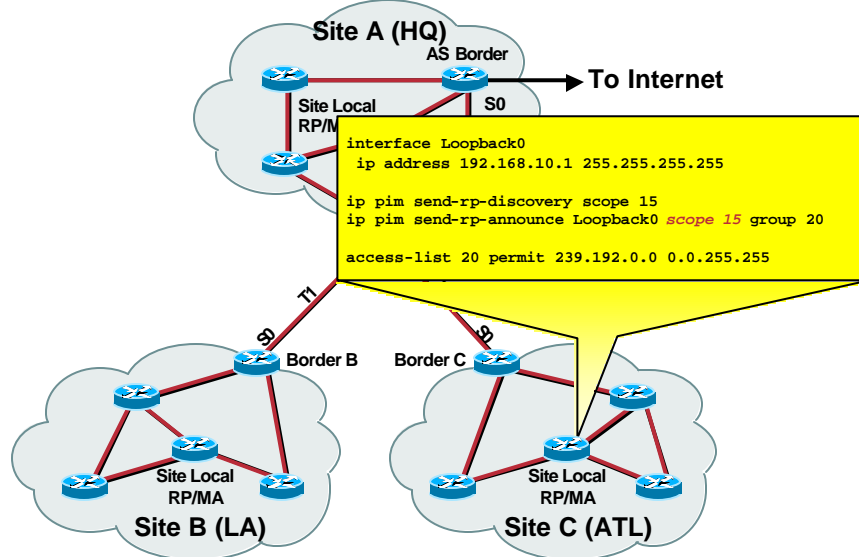 Site A (HQ)
AS Border
To Internet
S0
Site Local
interface Loopback0
ip address 192.168.10.1 255.255.255.255
ip pim send-rp-discovery scope 15
ip pim send-rp-announce Loopback0 scope 15 group 20
access-list 20 permit 239.192.0.0 0.0.255.255
T1
S0
S0
Border B
Border C
Site Local
RP/MA
Site Local
RP/MA
Site B (LA)
Site C (ATL)